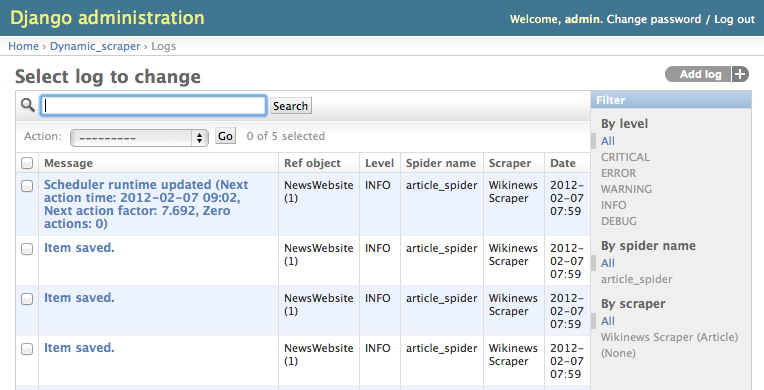 Django administration
Welcome, admin. Change password / Log out
Home › Dynamic_scraper › Logs
Select log to change
Add log
Search
Action: --------- Go 0 of 5 selected
Message Ref object Level Spider name Scraper Date
Scheduler runtime updated (Next
action time: 2012-02-07 09:02,
Next action factor: 7.692, Zero
actions: 0)
NewsWebsite
(1)
INFO
article_spider
Wikinews
Scraper
2012-
02-07
07:59
Item saved.
NewsWebsite
(1)
INFO
article_spider
Wikinews
Scraper
2012-
02-07
07:59
Item saved.
NewsWebsite
(1)
INFO
article_spider
Wikinews
Scraper
2012-
02-07
07:59
Item saved.
NewsWebsite
(1)
INFO
article_spider
Wikinews
Scraper
2012-
02-07
07:59
Filter
By level
All
CRITICAL
ERROR
WARNING
INFO
DEBUG
By spider name
All
article_spider
By scraper
All
Wikinews Scraper (Article)
(None)